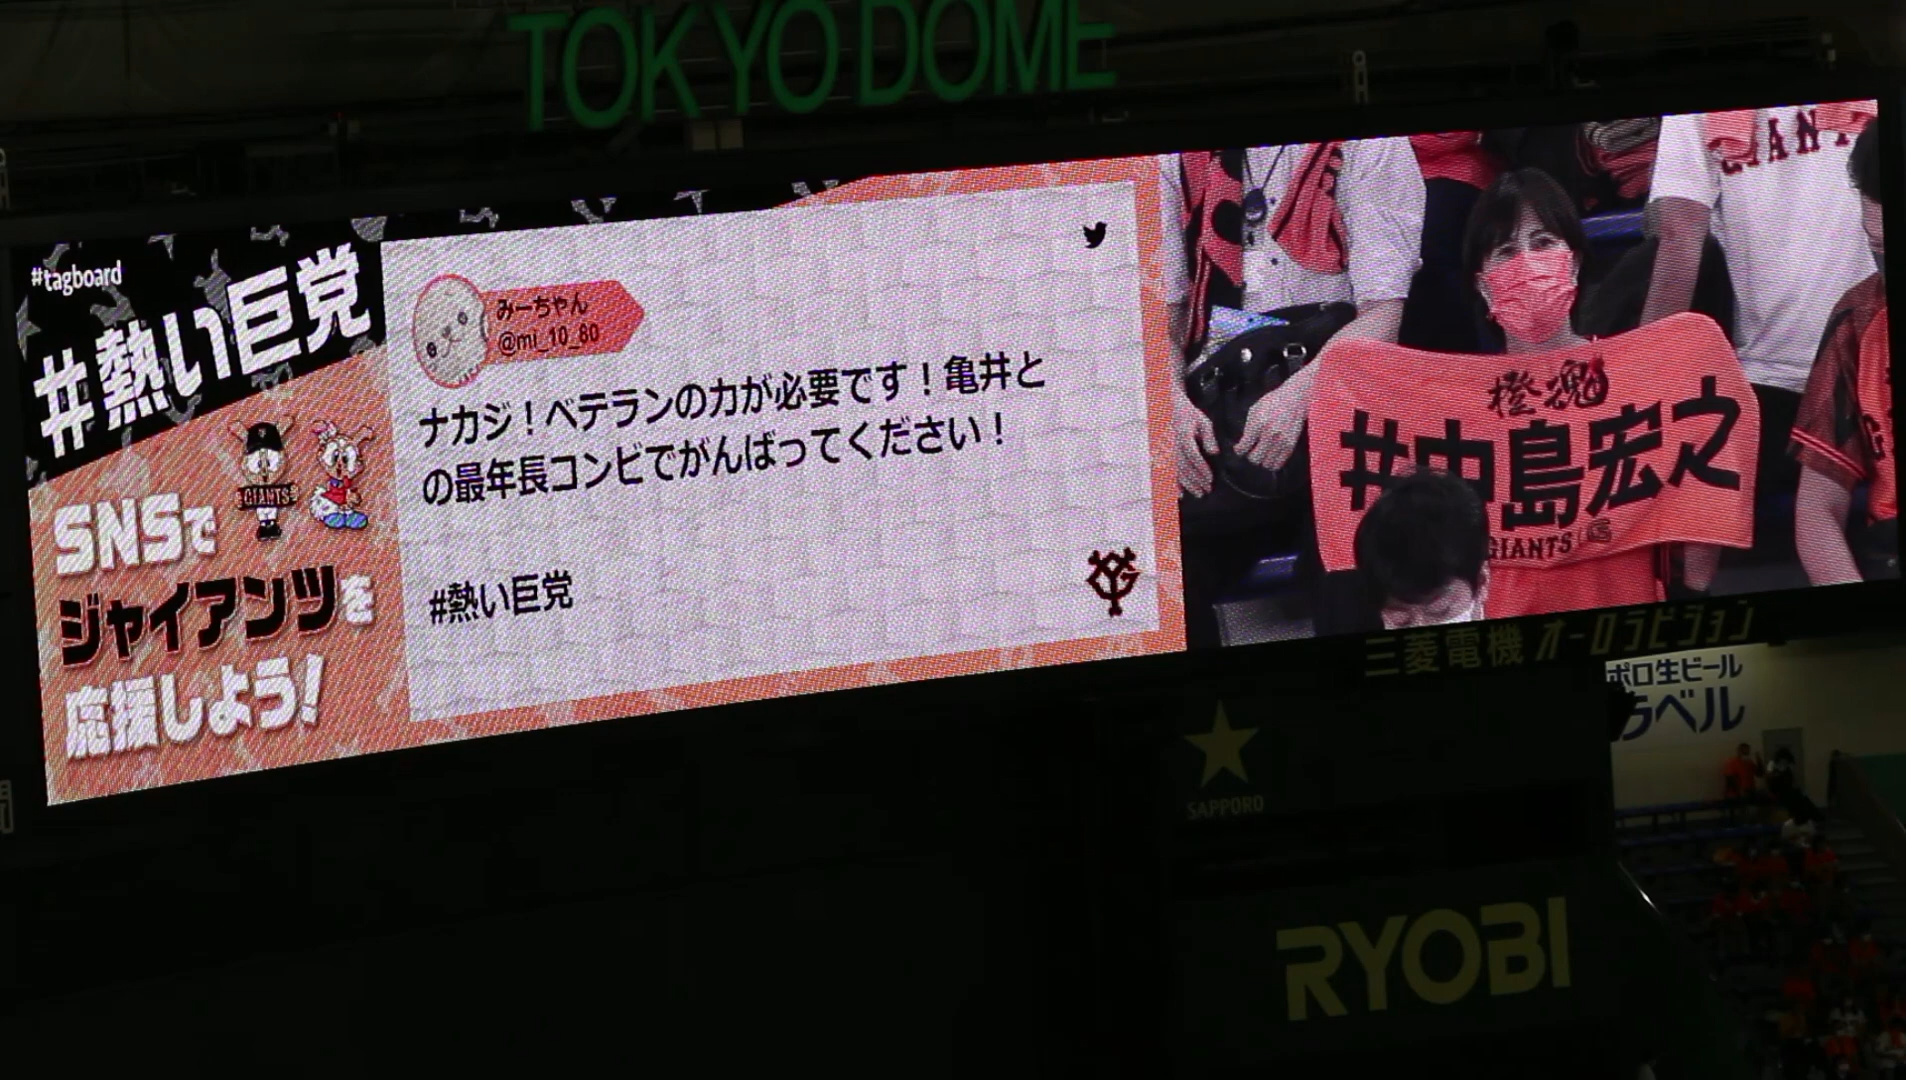 TOKYO DOME
#tagboard
#熱い巨党
SNSで
ジャイアンツを
応援しよう!
GIANTS
みーちゃん
@mi_10_80
ナカジ！ベテランの力が必要です！亀井と
の最年長コンビでがんばってください！
#熱い巨党
橙魂
#中島宏之
GIANTS
GIANT
三菱電機 オーロラビジョン
ポロ生ビール
ラベル
SAPPORO
RYOBI